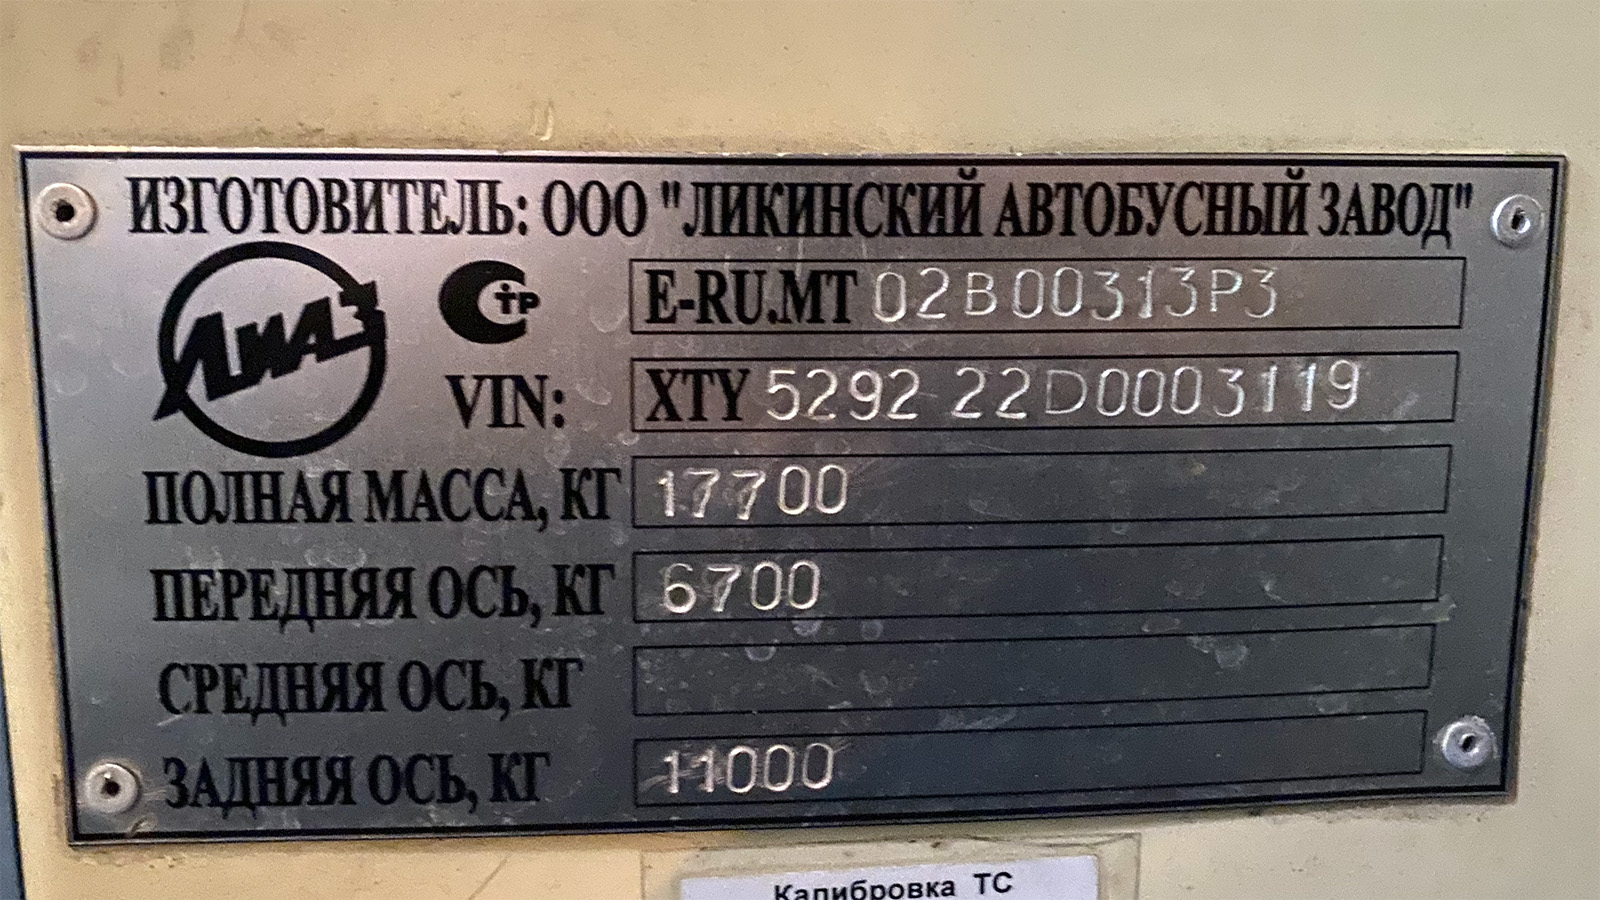 ИЗГОТОВИТЕЛЬ: ООО "ЛИКИНСКИЙ АВТОБУСНЫЙ ЗАВОД"
ЛИАЗ
СТР E-RU.MT 02B00313P3
VIN: XTY 5292 22D0003119
ПОЛНАЯ МАССА, КГ 17700
ПЕРЕДНЯЯ ОСЬ, КГ 6700
СРЕДНЯЯ ОСЬ, КГ
ЗАДНЯЯ ОСЬ, КГ 11000
Калибровка ТС